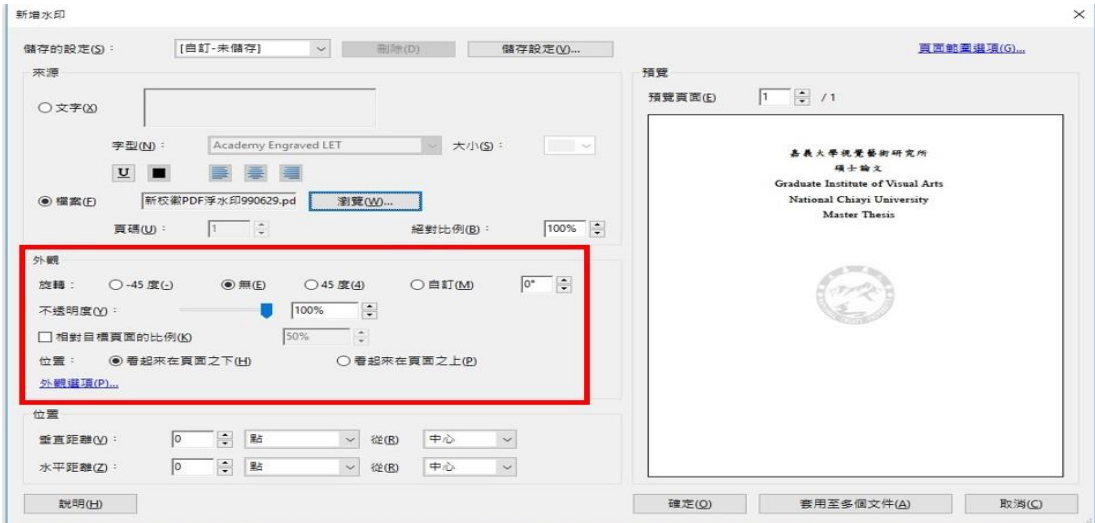 新增水印
儲存的設定(S)： [自訂-未儲存] 刪除(D) 儲存設定(V)... 頁面範圍選項(G)...
來源
文字(X)
字型(N)： Academy Engraved LET 大小(S)：
U
檔案(F) 新校徽PDF浮水印990629.pd 瀏覽(W)...
頁碼(U)： 1 絕對比例(B)： 100%
外觀
旋轉： -45 度(-) 無(E) 45 度(4) 自訂(M) 0°
不透明度(Y)： 100%
相對目標頁面的比例(K) 50%
位置： 看起來在頁面之下(H) 看起來在頁面之上(P)
外觀選項(P)...
位置
垂直距離(V)： 0 點 從(R) 中心
水平距離(Z)： 0 點 從(R) 中心
說明(H)
預覽
預覽頁面(E) 1 / 1
嘉義大學視覺藝術研究所
碩士論文
Graduate Institute of Visual Arts
National Chiayi University
Master Thesis
確定(O) 套用至多個文件(A) 取消(C)